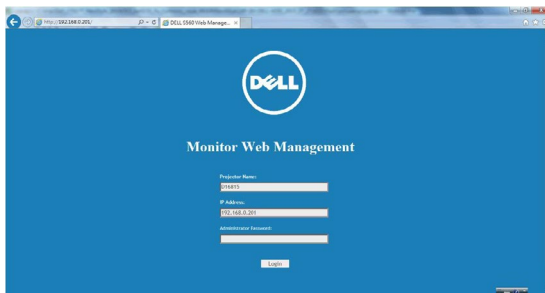 http://192.168.0.201/
DELL S560 Web Manage...
DELL
Monitor Web Management
Projector Name:
IP Address:
192.168.0.201
Administrator Password:
Login